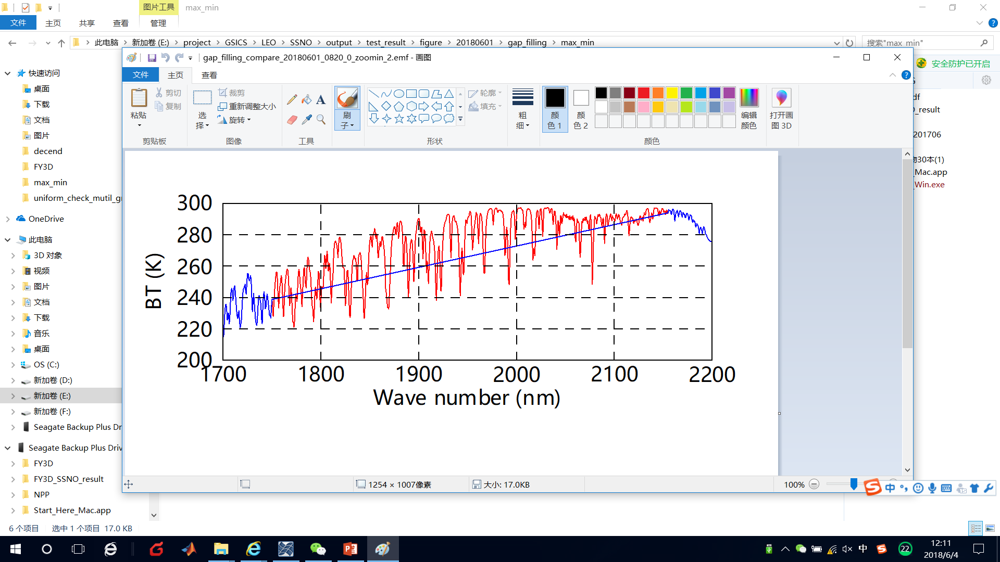 图片工具
max_min
文件
主页
共享
查看
管理
此电脑 新加卷 (E:) project GSICS LEO SSNO output test_result figure 20180601 gap_filling max_min
搜索"max_min"
gap_filling_compare_20180601_0820_0_zoomin_2.emf - 画图
文件
主页
查看
粘贴
剪切
复制
剪贴板
选择
裁剪
重新调整大小
旋转
图像
工具
刷子
形状
轮廓
填充
粗细
颜色 1
颜色 2
颜色
编辑颜色
打开画图 3D
安全防护已开启
G
df
_result
201706
30本(1)
_Mac.app
_Win.exe
快速访问
桌面
下载
文档
图片
decend
FY3D
max_min
uniform_check_mutil_gr
OneDrive
此电脑
3D 对象
视频
图片
文档
下载
音乐
桌面
OS (C:)
新加卷 (D:)
新加卷 (E:)
新加卷 (F:)
Seagate Backup Plus Dr
Seagate Backup Plus Driv
FY3D
FY3D_SSNO_result
NPP
Start_Here_Mac.app
300
280
260
240
220
200
BT (K)
1700 1800 1900 2000 2100 2200
Wave number (nm)
1254 × 1007像素
大小: 17.0KB
100%
中
6 个项目
选中 1 个项目 17.0 KB
中
22
12:11
2018/6/4